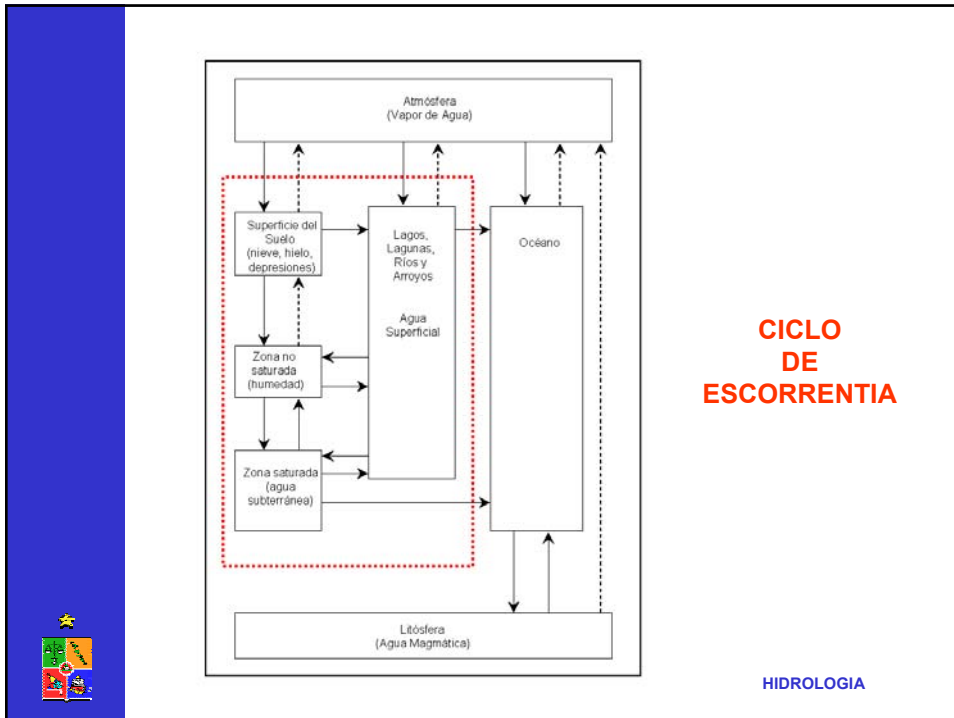 Atmósfera
(Vapor de Agua)
Superficie del
Suelo
(nieve, hielo,
depresiones)
Lagos,
Lagunas,
Ríos y
Arroyos
Agua
Superficial
Océano
Zona no
saturada
(humedad)
Zona saturada
(agua
subterránea)
Litósfera
(Agua Magmática)
CICLO
DE
ESCORRENTIA
HIDROLOGIA